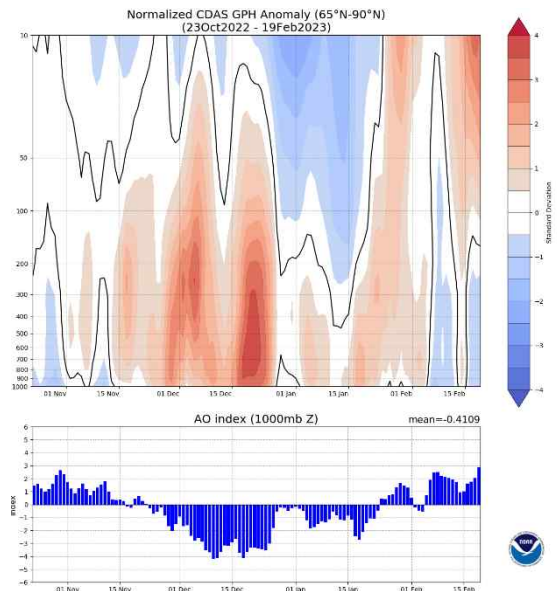 Normalized CDAS GPH Anomaly (65°N-90°N)
(23Oct2022 - 19Feb2023)
10
50
100
200
300
400
500
600
700
800
900
1000
01 Nov
15 Nov
01 Dec
15 Dec
01 Jan
15 Jan
01 Feb
15 Feb
4
3
2
1
0
−1
−2
−3
−4
Standard Deviation
AO index (1000mb Z)
mean=-0.4109
6
5
4
3
2
1
0
−1
−2
−3
−4
−5
−6
index
01 Nov
15 Nov
01 Dec
15 Dec
01 Jan
15 Jan
01 Feb
15 Feb